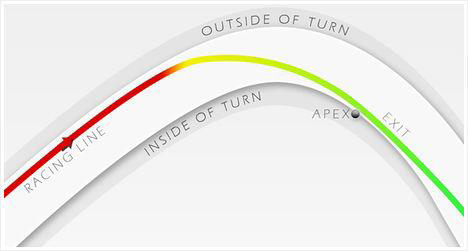 OUTSIDE OF TURN
INSIDE OF TURN
APEX
EXIT
RACING LINE